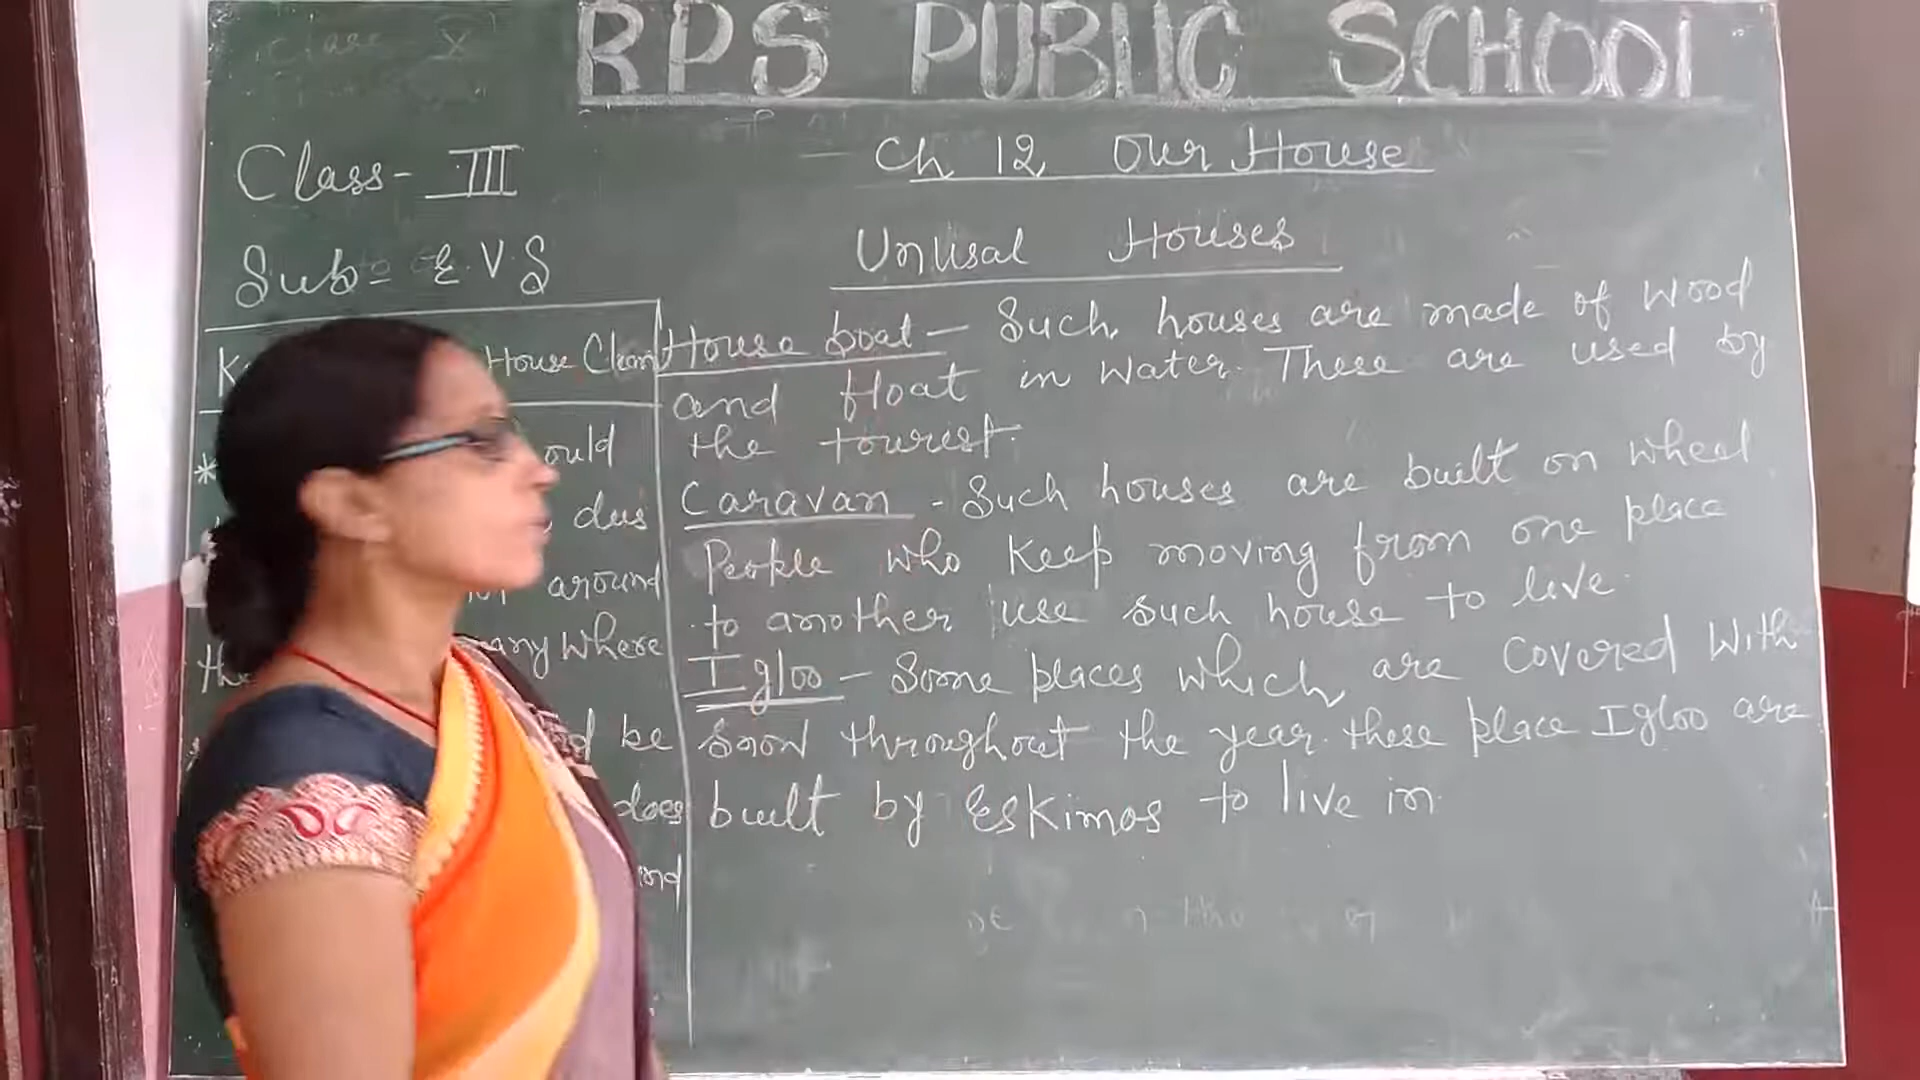 RPS PUBLIC SCHOOL
Class- III
Sub- E.V.S
Ch 12 Our House
Unusal Houses
House Clean
ould
dus
around
any where
be
does
and
House boat - Such houses are made of wood
and float in water. These are used by
the tourist.
Caravan - Such houses are built on wheel
People who keep moving from one place
to another use such house to live.
Igloo - Some places which are covered with
snow throughout the year. these place Igloo are
built by Eskimos to live in.